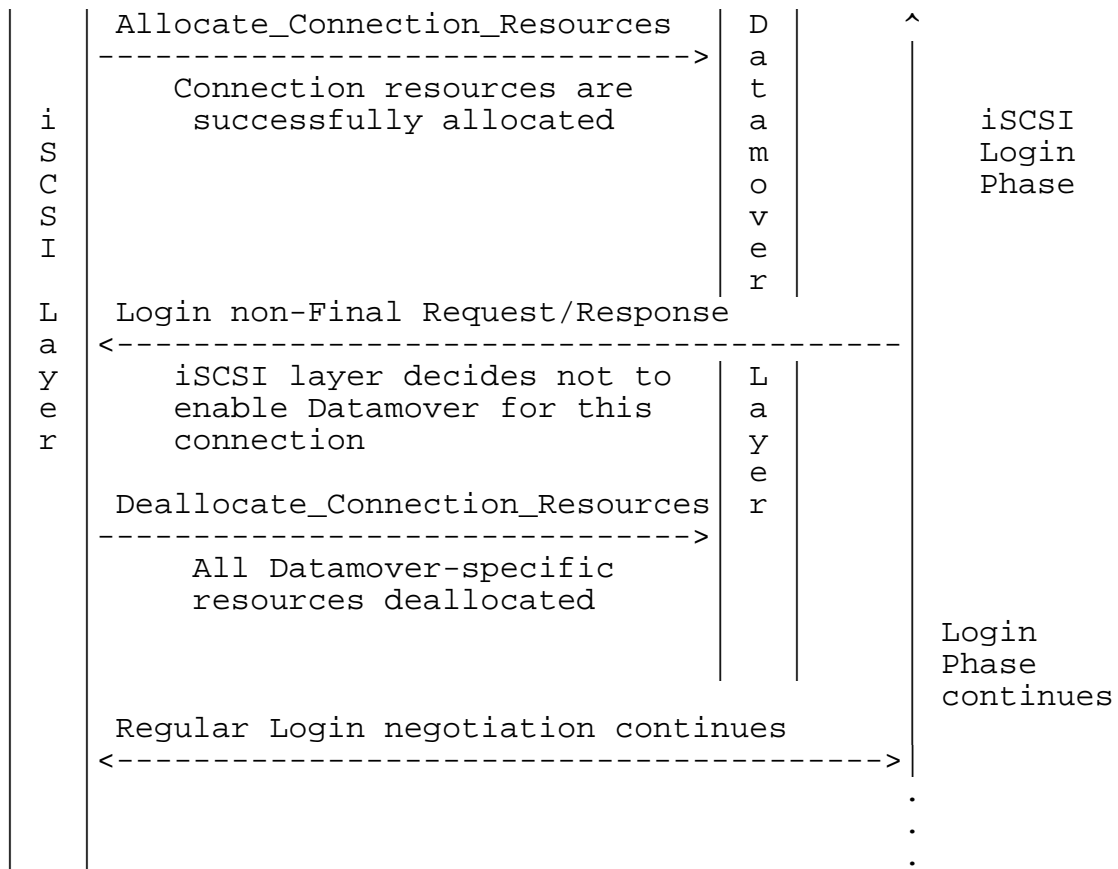 Allocate_Connection_Resources
Connection resources are
successfully allocated
iSCSI Layer
Datamover Layer
iSCSI
Login
Phase
Login non-Final Request/Response
iSCSI layer decides not to
enable Datamover for this
connection
Deallocate_Connection_Resources
All Datamover-specific
resources deallocated
Login
Phase
continues
Regular Login negotiation continues
.
.
.